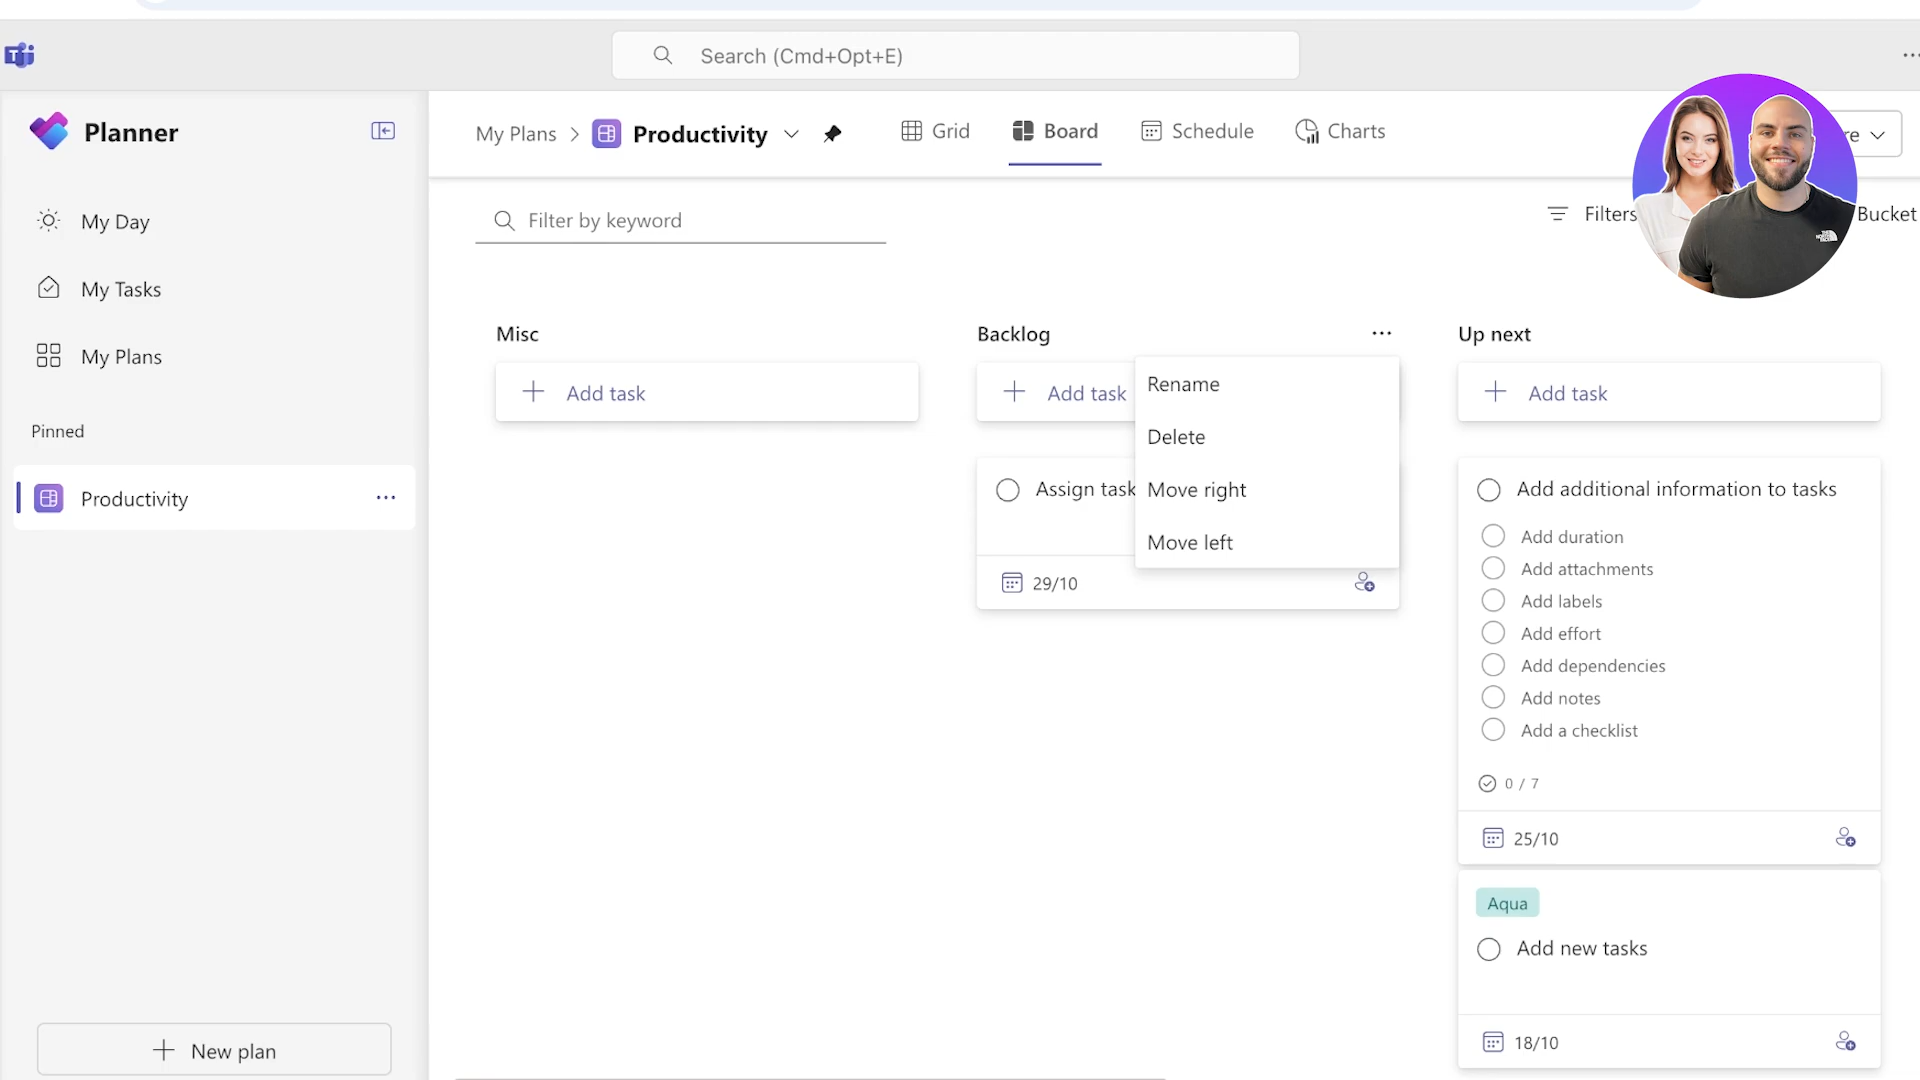 Search (Cmd+Opt+E)
Planner
My Day
My Tasks
My Plans
Pinned
Productivity
New plan
My Plans > Productivity
Grid
Board
Schedule
Charts
Filter by keyword
Filters
Bucket
Misc
Add task
Backlog
Add task
Rename
Delete
Move right
Move left
Assign task
29/10
Up next
Add task
Add additional information to tasks
Add duration
Add attachments
Add labels
Add effort
Add dependencies
Add notes
Add a checklist
0 / 7
25/10
Aqua
Add new tasks
18/10